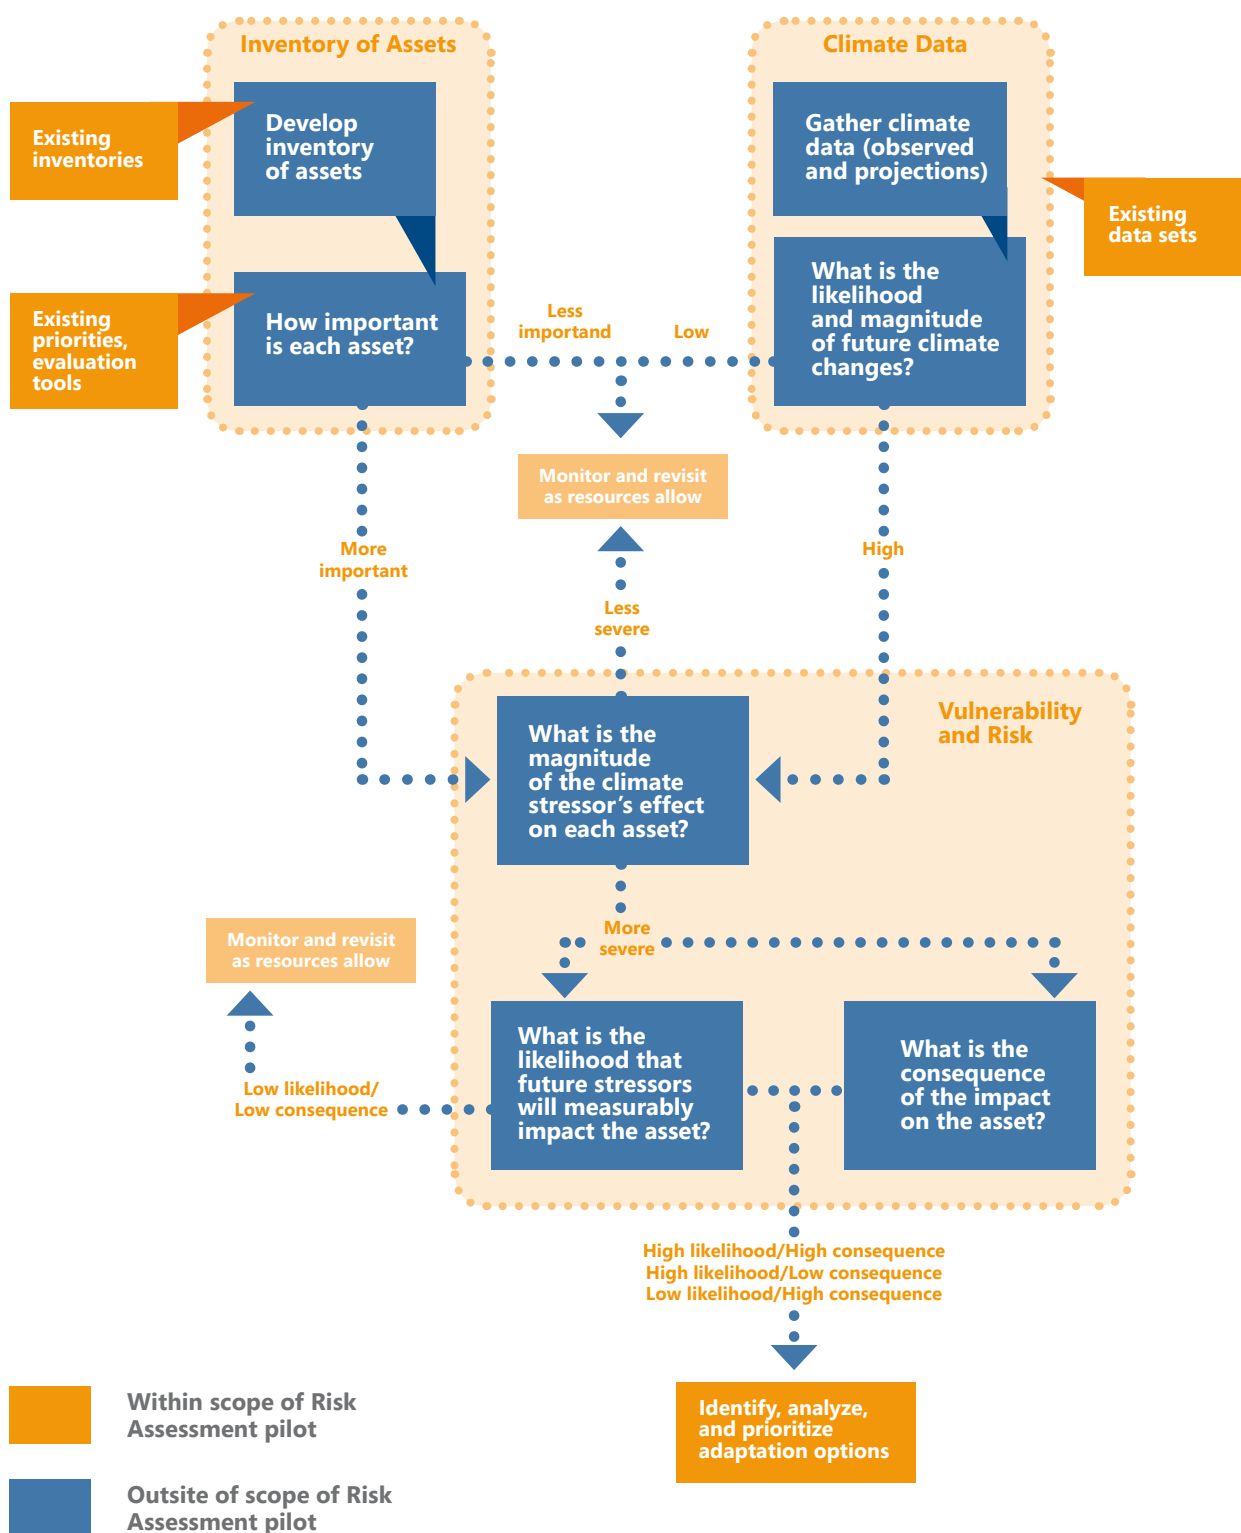 Inventory of Assets
Existing
inventories
Develop
inventory
of assets
Existing
priorities,
evaluation
tools
How important
is each asset?
Climate Data
Gather climate
data (observed
and projections)
Existing
data sets
What is the
likelihood
and magnitude
of future climate
changes?
Less
importand
Low
Monitor and revisit
as resources allow
More
important
High
Less
severe
Vulnerability
and Risk
What is the
magnitude
of the climate
stressor's effect
on each asset?
More
severe
Monitor and revisit
as resources allow
Low likelihood/
Low consequence
What is the
likelihood that
future stressors
will measurably
impact the asset?
What is the
consequence
of the impact
on the asset?
High likelihood/High consequence
High likelihood/Low consequence
Low likelihood/High consequence
Identify, analyze,
and prioritize
adaptation options
Within scope of Risk
Assessment pilot
Outsite of scope of Risk
Assessment pilot